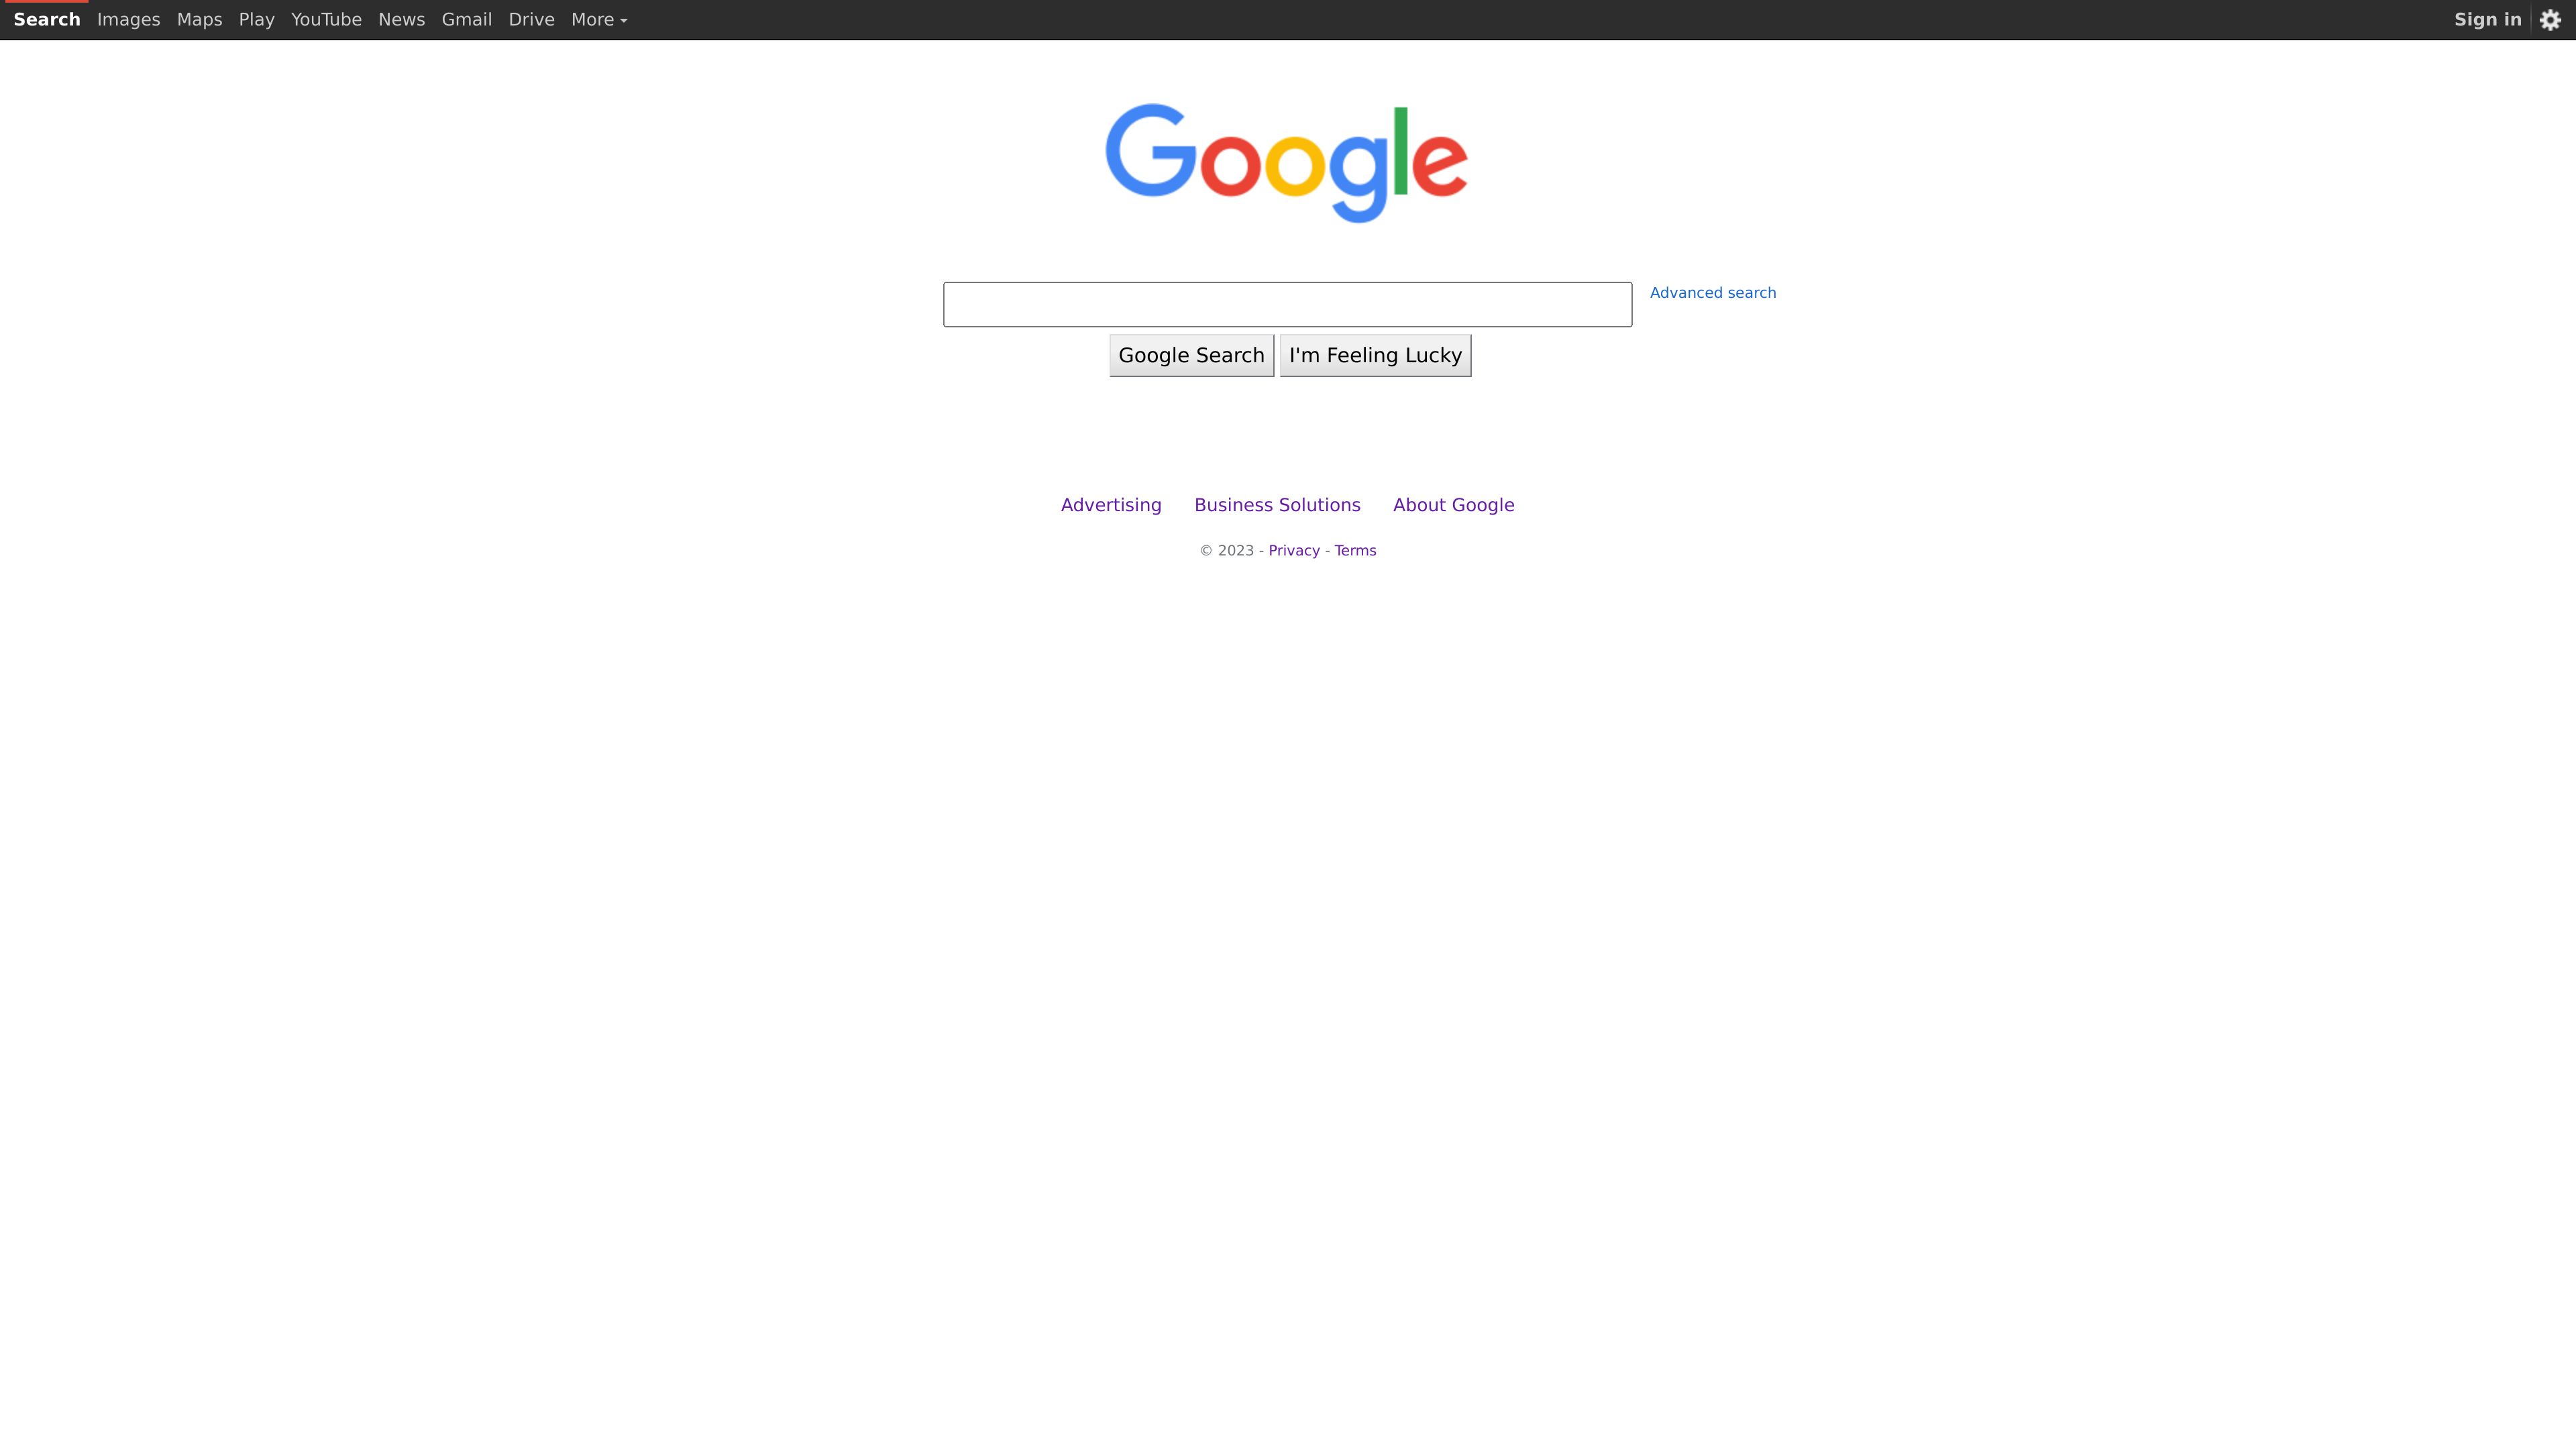 Search Images Maps Play YouTube News Gmail Drive More Sign in
Google
Advanced search
Google Search I'm Feeling Lucky
Advertising Business Solutions About Google
© 2023 - Privacy - Terms